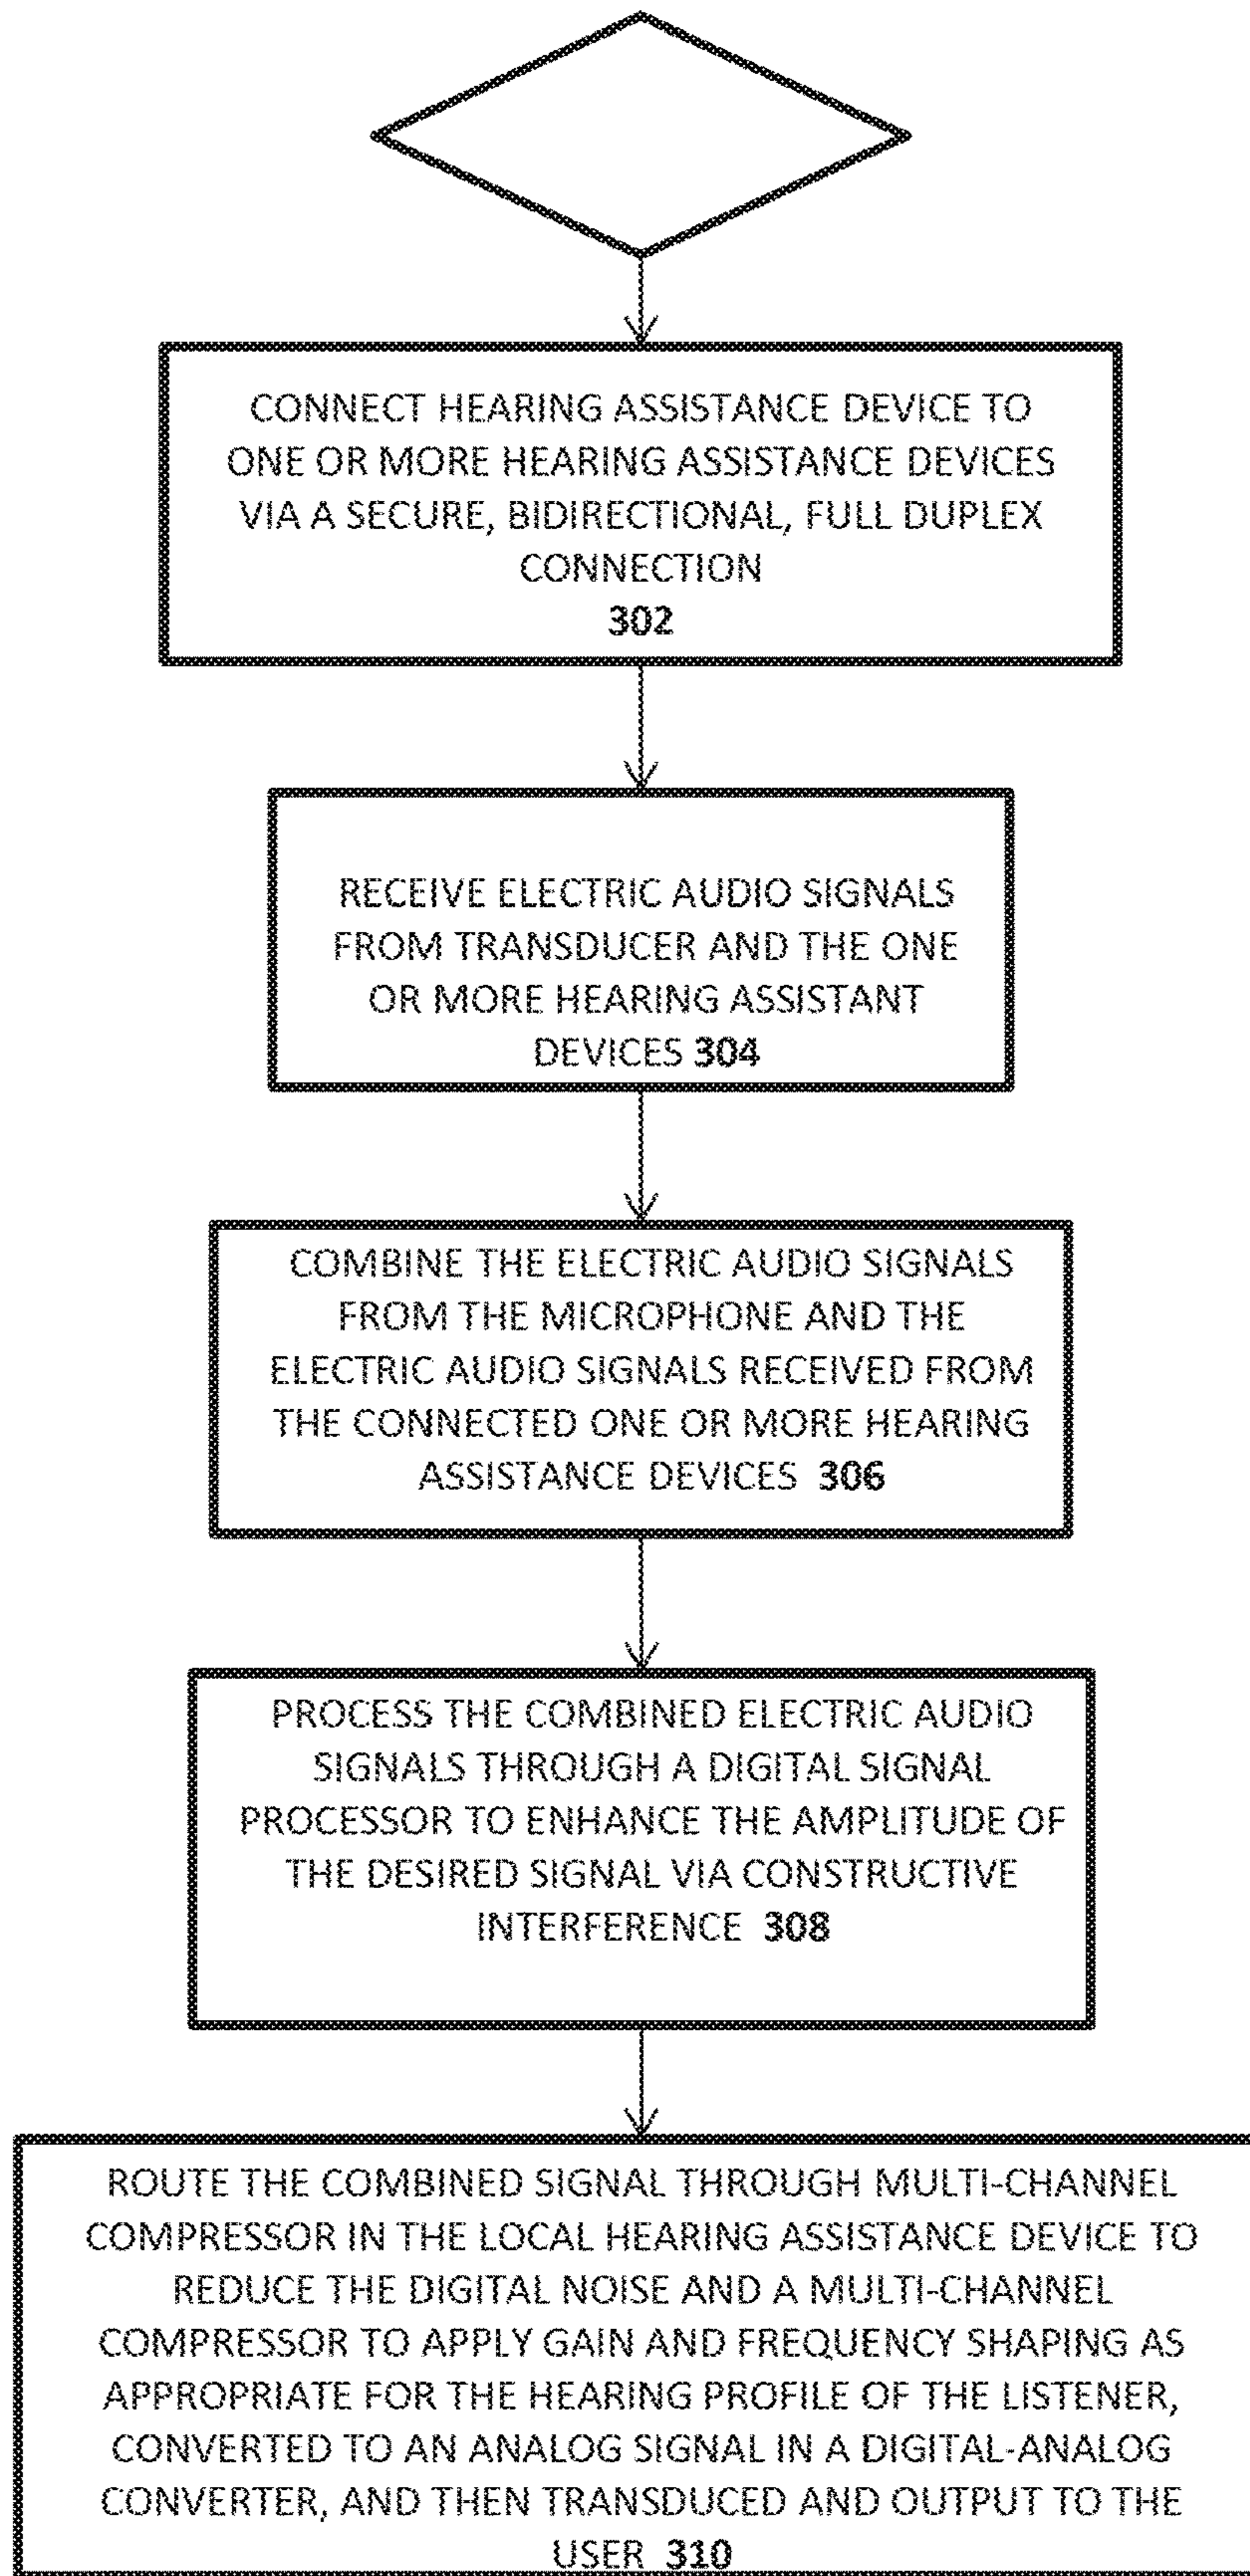 CONNECT HEARING ASSISTANCE DEVICE TO
ONE OR MORE HEARING ASSISTANCE DEVICES
VIA A SECURE, BIDIRECTIONAL, FULL DUPLEX
CONNECTION
302
RECEIVE ELECTRIC AUDIO SIGNALS
FROM TRANSDUCER AND THE ONE
OR MORE HEARING ASSISTANT
DEVICES 304
COMBINE THE ELECTRIC AUDIO SIGNALS
FROM THE MICROPHONE AND THE
ELECTRIC AUDIO SIGNALS RECEIVED FROM
THE CONNECTED ONE OR MORE HEARING
ASSISTANCE DEVICES 306
PROCESS THE COMBINED ELECTRIC AUDIO
SIGNALS THROUGH A DIGITAL SIGNAL
PROCESSOR TO ENHANCE THE AMPLITUDE OF
THE DESIRED SIGNAL VIA CONSTRUCTIVE
INTERFERENCE 308
ROUTE THE COMBINED SIGNAL THROUGH MULTI-CHANNEL
COMPRESSOR IN THE LOCAL HEARING ASSISTANCE DEVICE TO
REDUCE THE DIGITAL NOISE AND A MULTI-CHANNEL
COMPRESSOR TO APPLY GAIN AND FREQUENCY SHAPING AS
APPROPRIATE FOR THE HEARING PROFILE OF THE LISTENER,
CONVERTED TO AN ANALOG SIGNAL IN A DIGITAL-ANALOG
CONVERTER, AND THEN TRANSDUCED AND OUTPUT TO THE
USER 310